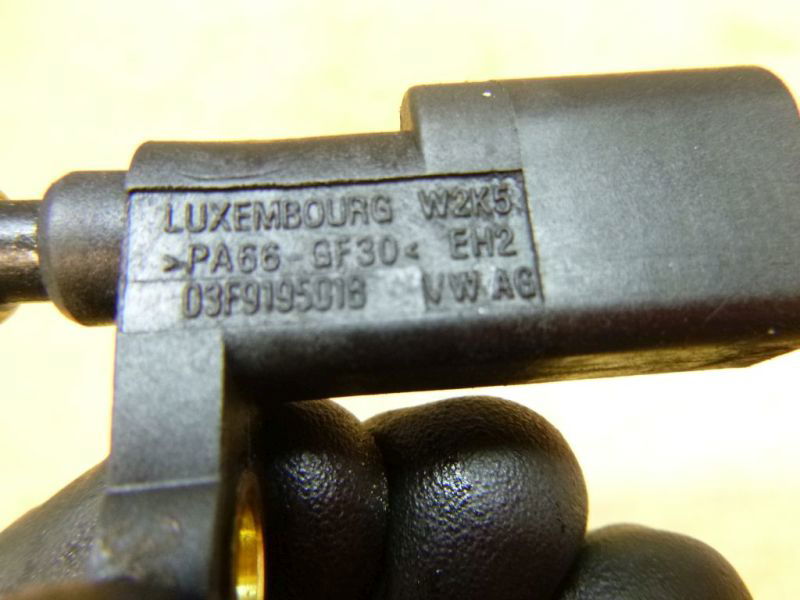 LUXEMBOURG W2K5
>PA66-GF30< EH2
03F919501B VW AG